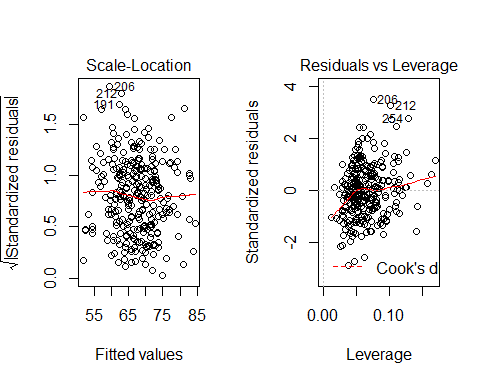 Scale-Location
√|Standardized residuals|
0.0
0.5
1.0
1.5
206
212
191
55
65
75
85
Fitted values
Residuals vs Leverage
Standardized residuals
-2
0
2
4
206
212
254
Cook's d
0.00
0.10
Leverage